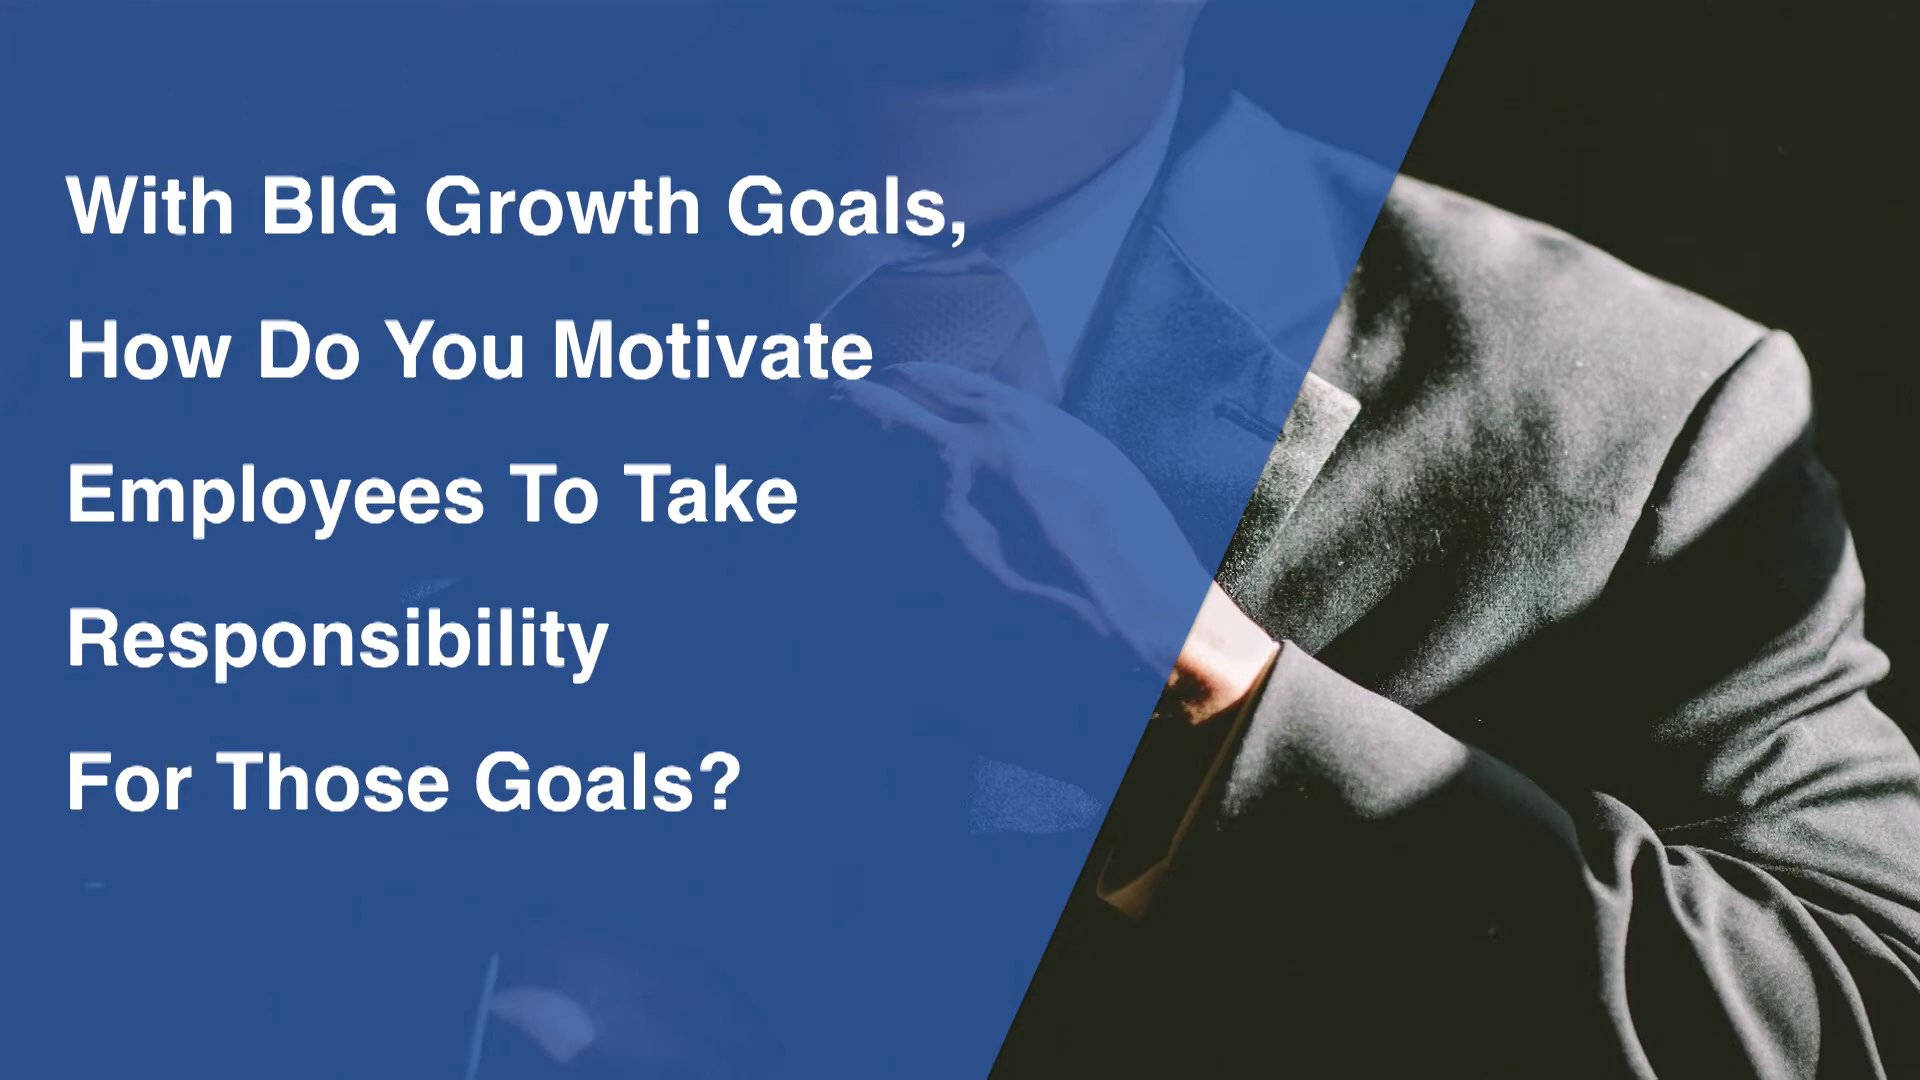 With BIG Growth Goals,
How Do You Motivate
Employees To Take
Responsibility
For Those Goals?